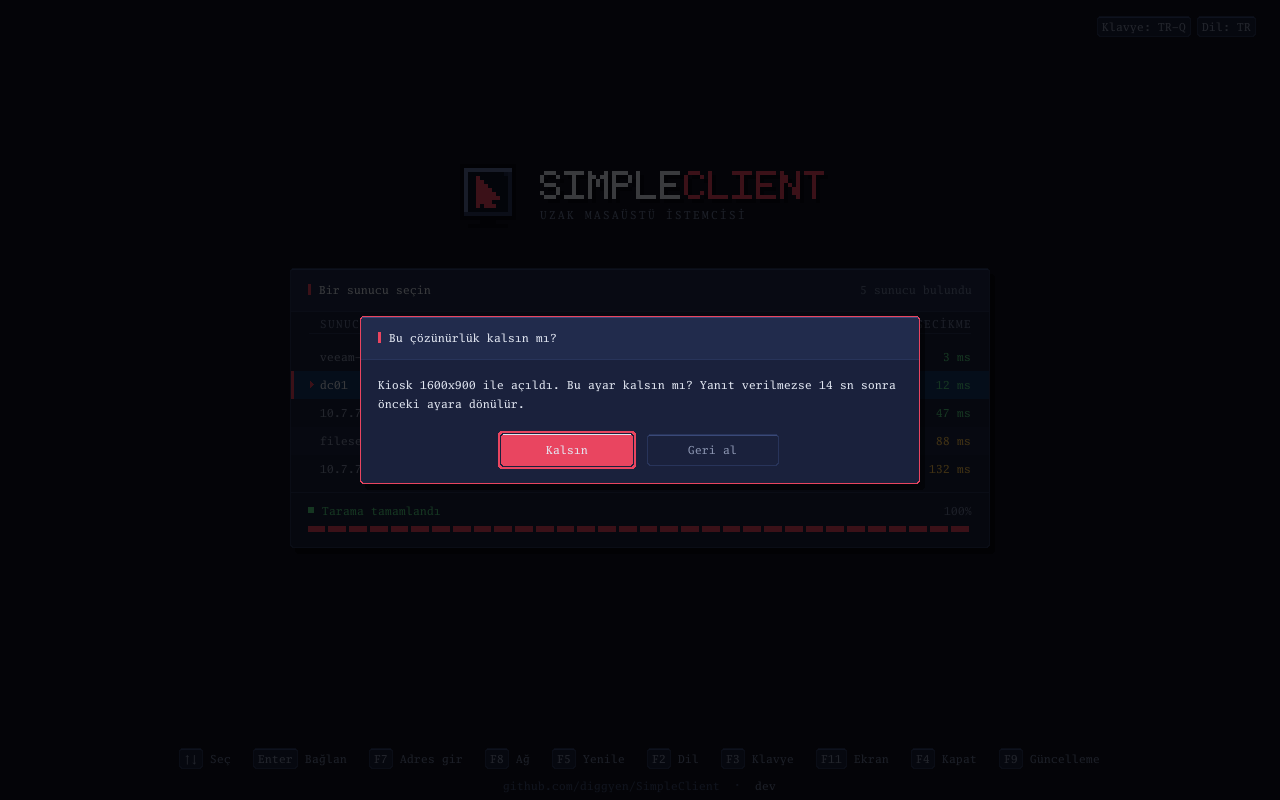 Klavye: TR-Q Dil: TR
SIMPLECLIENT
UZAK MASAÜSTÜ İSTEMCİSİ
Bir sunucu seçin 5 sunucu bulundu
Bu çözünürlük kalsın mı?
3 ms
dc01 12 ms
Kiosk 1600x900 ile açıldı. Bu ayar kalsın mı? Yanıt verilmezse 14 sn sonra
önceki ayara dönülür.
47 ms
88 ms
Kalsın Geri al
132 ms
Tarama tamamlandı 100%
↑↓ Seç Enter Bağlan F7 Adres gir F8 Ağ F5 Yenile F2 Dil F3 Klavye F11 Ekran F4 Kapat F9 Güncelleme
github.com/diggyen/SimpleClient · dev